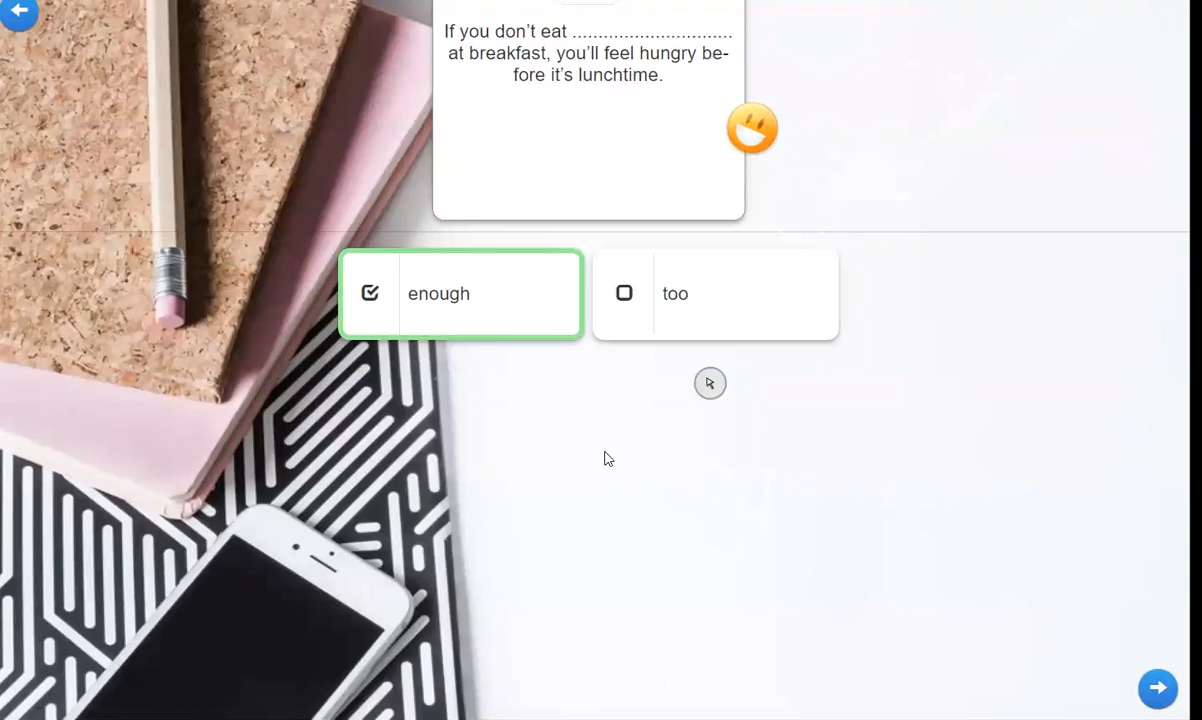 If you don’t eat ................................
at breakfast, you’ll feel hungry be-
fore it’s lunchtime.
enough
too